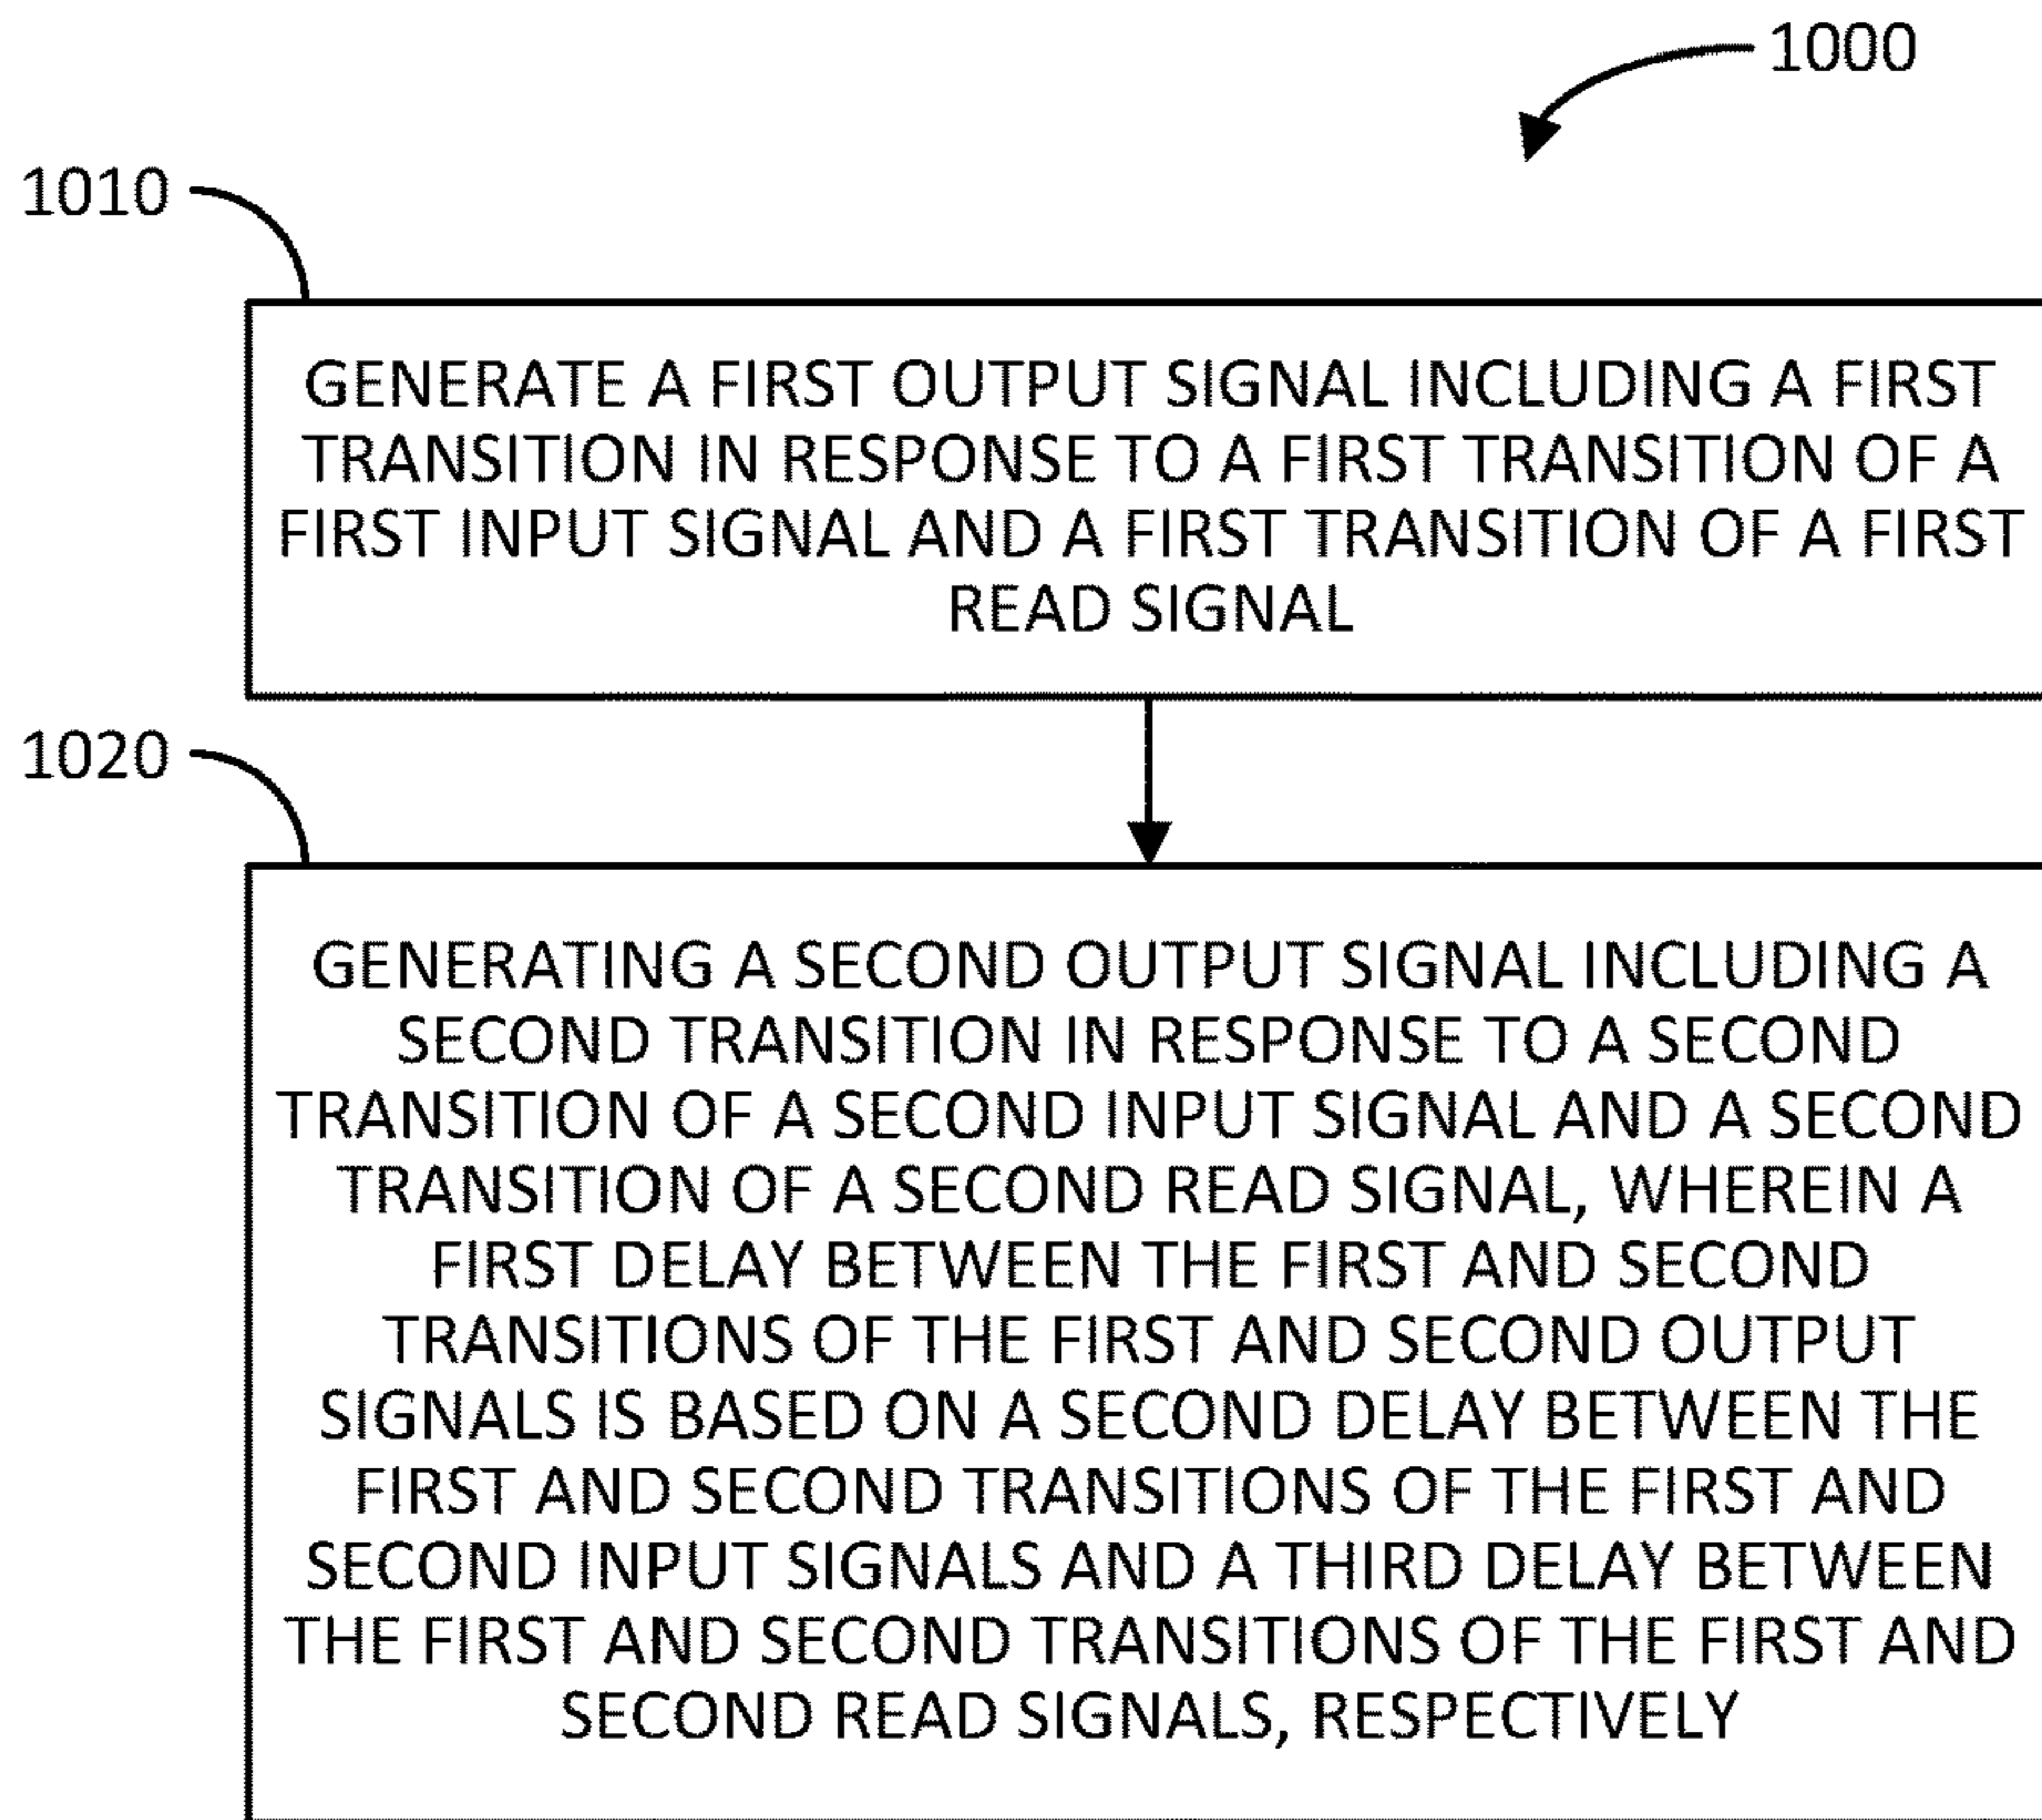 1000
1010
GENERATE A FIRST OUTPUT SIGNAL INCLUDING A FIRST
TRANSITION IN RESPONSE TO A FIRST TRANSITION OF A
FIRST INPUT SIGNAL AND A FIRST TRANSITION OF A FIRST
READ SIGNAL
1020
GENERATING A SECOND OUTPUT SIGNAL INCLUDING A
SECOND TRANSITION IN RESPONSE TO A SECOND
TRANSITION OF A SECOND INPUT SIGNAL AND A SECOND
TRANSITION OF A SECOND READ SIGNAL, WHEREIN A
FIRST DELAY BETWEEN THE FIRST AND SECOND
TRANSITIONS OF THE FIRST AND SECOND OUTPUT
SIGNALS IS BASED ON A SECOND DELAY BETWEEN THE
FIRST AND SECOND TRANSITIONS OF THE FIRST AND
SECOND INPUT SIGNALS AND A THIRD DELAY BETWEEN
THE FIRST AND SECOND TRANSITIONS OF THE FIRST AND
SECOND READ SIGNALS, RESPECTIVELY